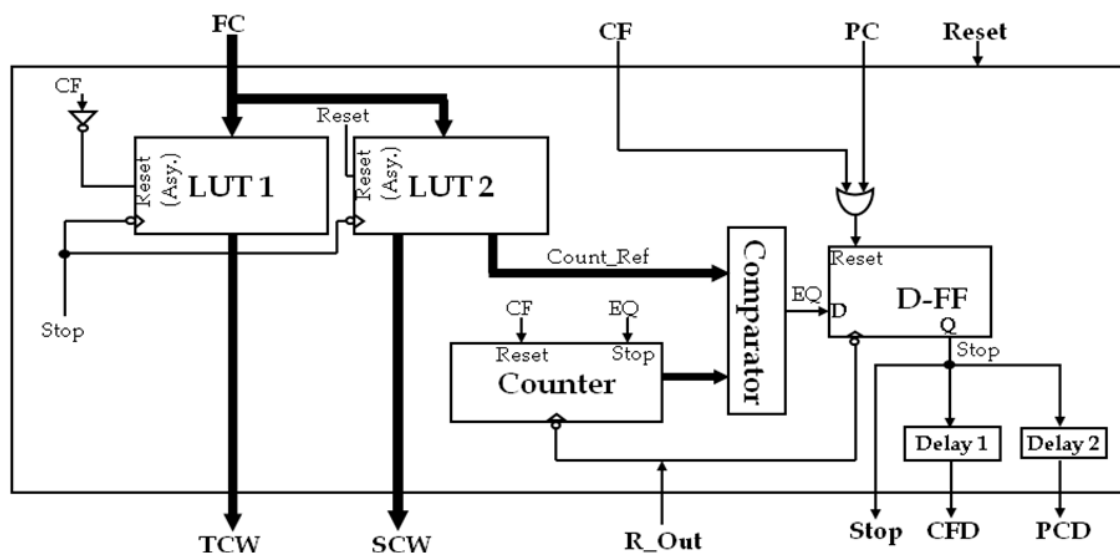 FC CF PC Reset
CF
Reset
Reset
(Asy.)
LUT 1
Reset
(Asy.)
LUT 2
Stop
Count_Ref
Comparator
EQ
Reset
D
D-FF
Q
Stop
CF
EQ
Reset
Stop
Counter
Delay 1
Delay 2
TCW
SCW
R_Out
Stop
CFD
PCD